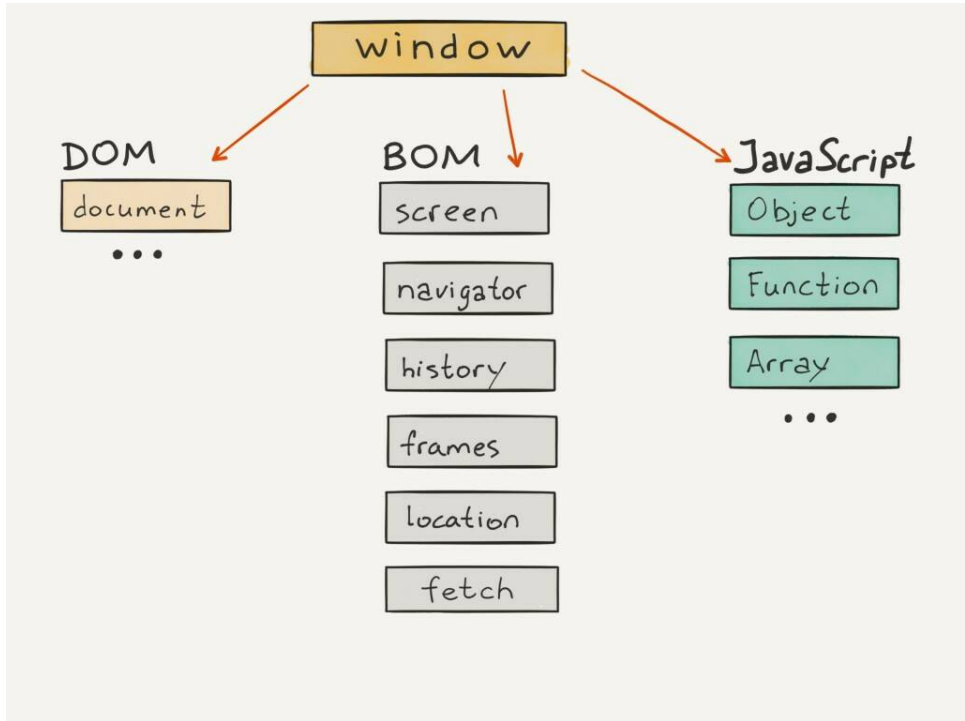 window
DOM
document
...
BOM
screen
navigator
history
frames
location
fetch
JavaScript
Object
Function
Array
...